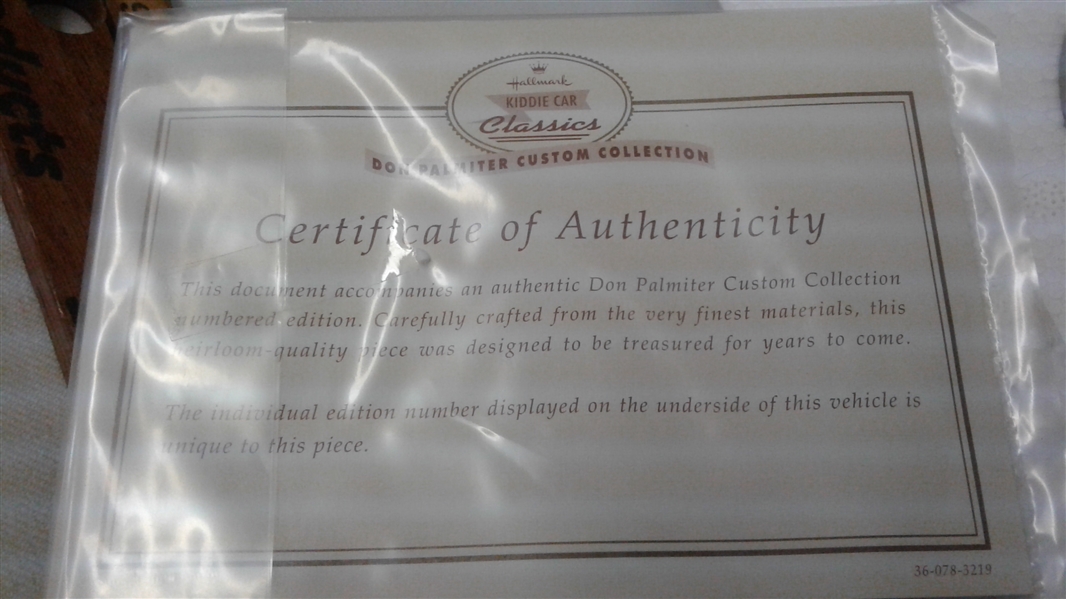 ducts
Hallmark
KIDDIE CAR
Classics
DON PALMITER CUSTOM COLLECTION
Certificate of Authenticity
This document accompanies an authentic Don Palmiter Custom Collection
numbered edition. Carefully crafted from the very finest materials, this
heirloom-quality piece was designed to be treasured for years to come.
The individual edition number displayed on the underside of this vehicle is
unique to this piece.
36-078-3219